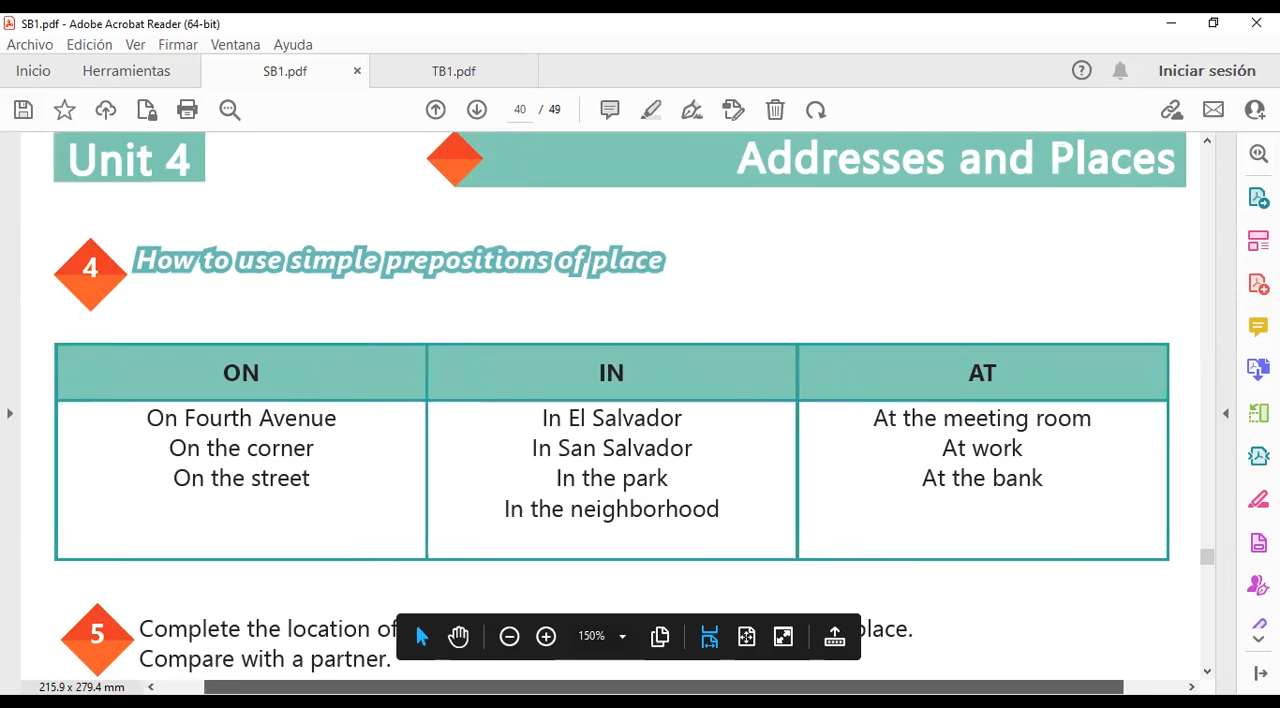 SB1.pdf - Adobe Acrobat Reader (64-bit)
Archivo Edición Ver Firmar Ventana Ayuda
Inicio Herramientas SB1.pdf × TB1.pdf Iniciar sesión
40 / 49
Unit 4 Addresses and Places
4 How to use simple prepositions of place
ON IN AT
On Fourth Avenue In El Salvador At the meeting room
On the corner In San Salvador At work
On the street In the park At the bank
In the neighborhood
5 Complete the location of place.
150%
Compare with a partner.
215.9 x 279.4 mm